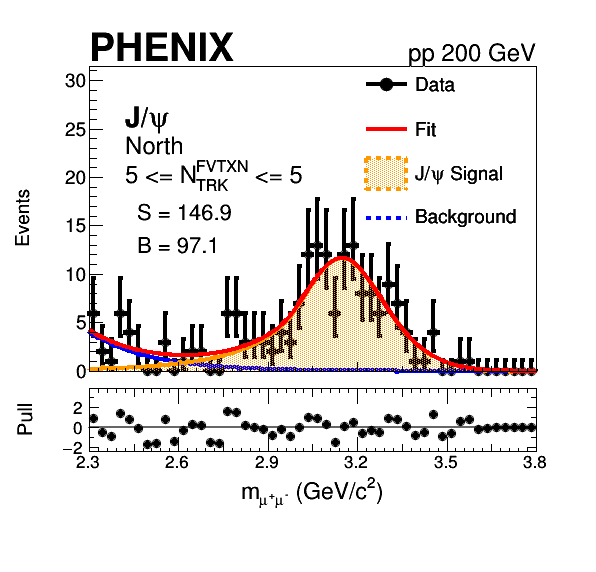 PHENIX pp 200 GeV
30
25
20
15
10
5
0
Events
J/ψ
North
5 <= N_TRK^FVTXN <= 5
S = 146.9
B = 97.1
Data
Fit
J/ψ Signal
Background
2
0
−2
Pull
2.3 2.6 2.9 3.2 3.5 3.8
m_μ⁺μ⁻ (GeV/c²)